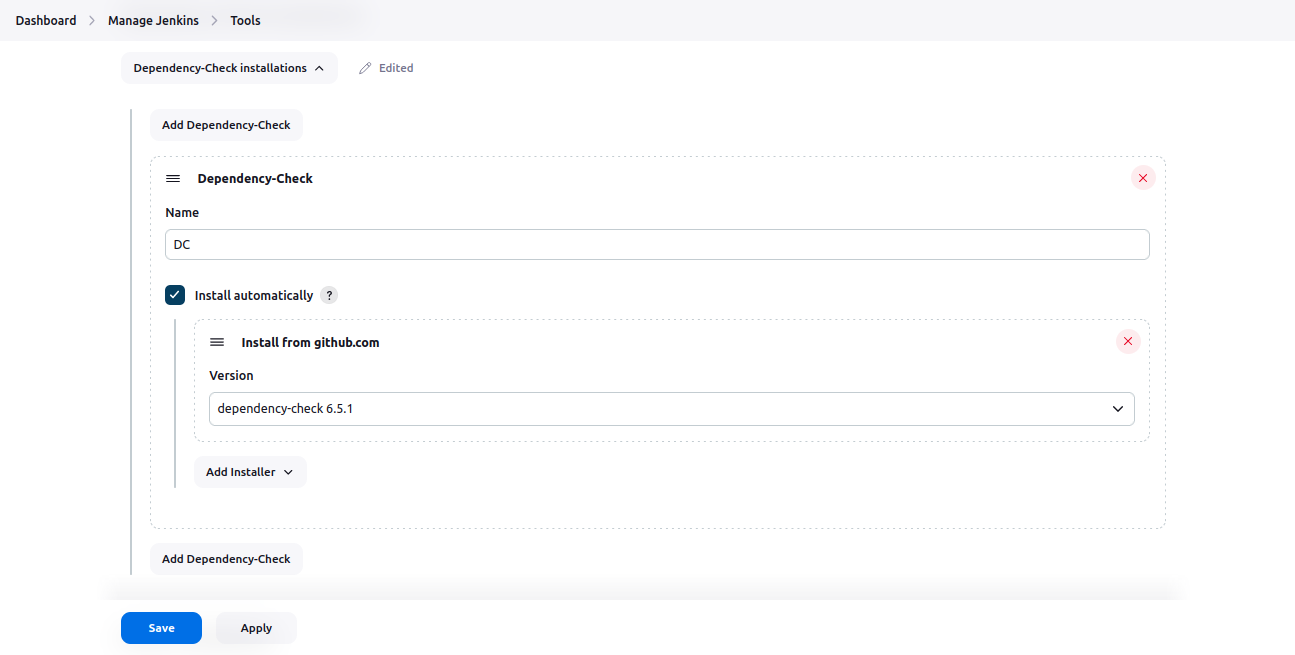 Dashboard > Manage Jenkins > Tools
Dependency-Check installations Edited
Add Dependency-Check
Dependency-Check
Name
DC
Install automatically ?
Install from github.com
Version
dependency-check 6.5.1
Add Installer
Add Dependency-Check
Save Apply